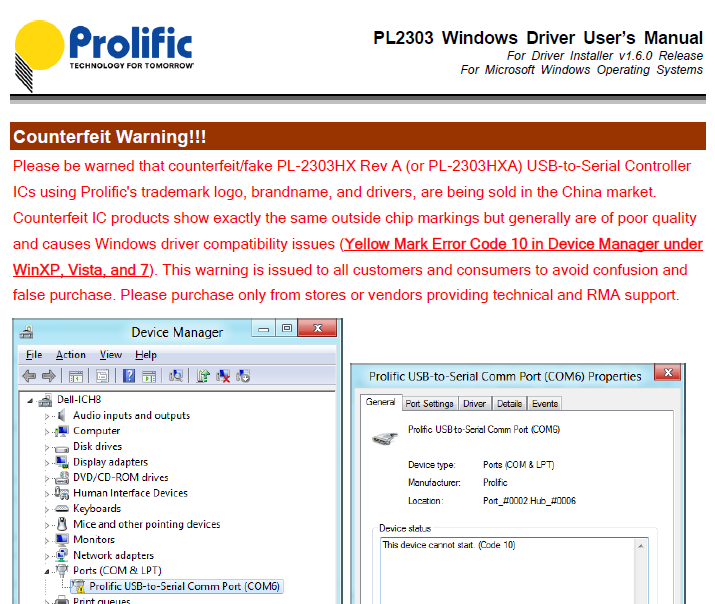 Prolific
TECHNOLOGY FOR TOMORROW
PL2303 Windows Driver User's Manual
For Driver Installer v1.6.0 Release
For Microsoft Windows Operating Systems
Counterfeit Warning!!!
Please be warned that counterfeit/fake PL-2303HX Rev A (or PL-2303HXA) USB-to-Serial Controller
ICs using Prolific's trademark logo, brandname, and drivers, are being sold in the China market.
Counterfeit IC products show exactly the same outside chip markings but generally are of poor quality
and causes Windows driver compatibility issues (Yellow Mark Error Code 10 in Device Manager under
WinXP, Vista, and 7). This warning is issued to all customers and consumers to avoid confusion and
false purchase. Please purchase only from stores or vendors providing technical and RMA support.
Device Manager
File Action View Help
Dell-ICH8
Audio inputs and outputs
Computer
Disk drives
Display adapters
DVD/CD-ROM drives
Human Interface Devices
Keyboards
Mice and other pointing devices
Monitors
Network adapters
Ports (COM & LPT)
Prolific USB-to-Serial Comm Port (COM6)
Print queues
Prolific USB-to-Serial Comm Port (COM6) Properties
General Port Settings Driver Details Events
Prolific USB-to-Serial Comm Port (COM6)
Device type: Ports (COM & LPT)
Manufacturer: Prolific
Location: Port_#0002.Hub_#0006
Device status
This device cannot start. (Code 10)